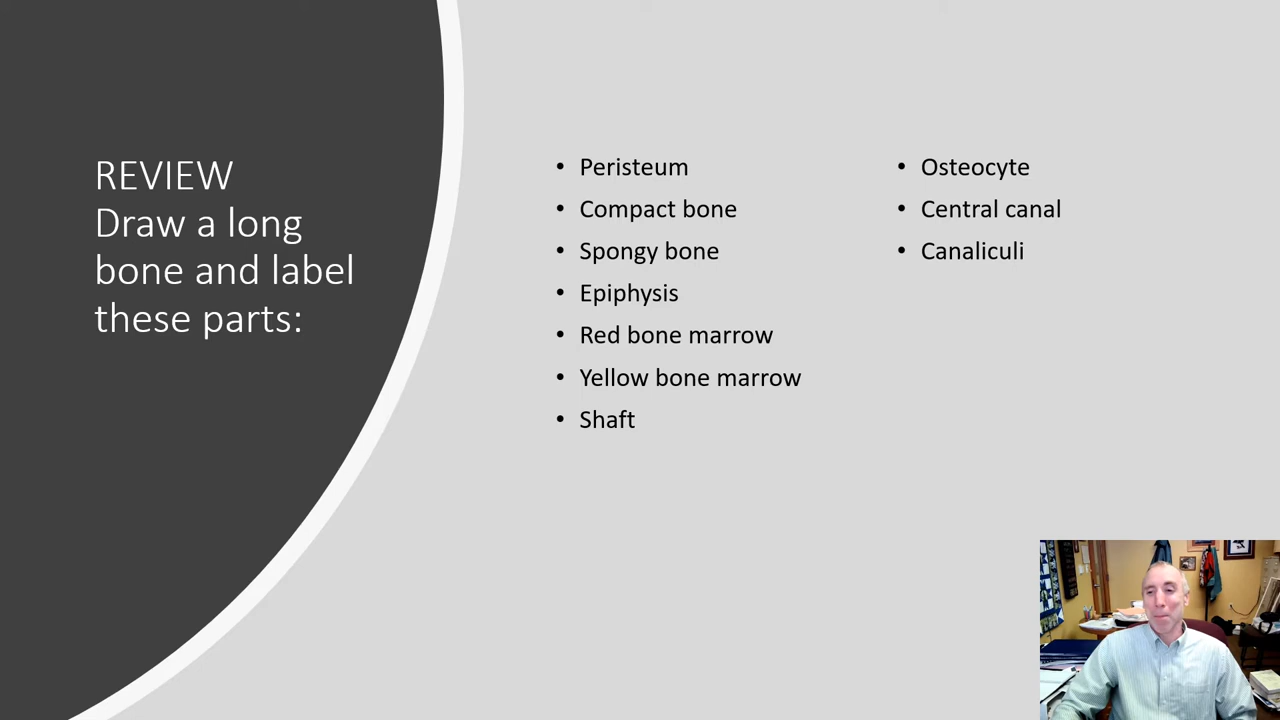 REVIEW
Draw a long
bone and label
these parts:
• Peristeum
• Compact bone
• Spongy bone
• Epiphysis
• Red bone marrow
• Yellow bone marrow
• Shaft
• Osteocyte
• Central canal
• Canaliculi